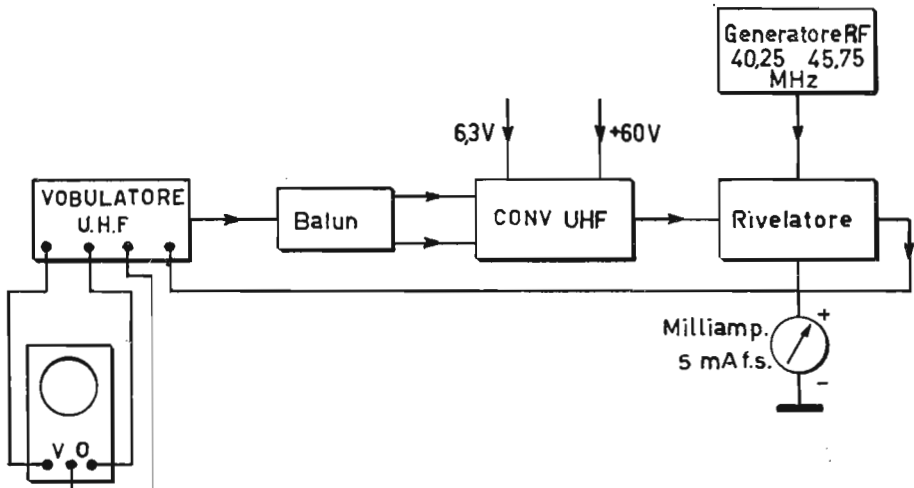 Generatore RF
40,25 45,75
MHz
6,3V
+60V
VOBULATORE
U.H.F
Balun
CONV UHF
Rivelatore
Milliamp.
5 mA f.s.
+
-
V O